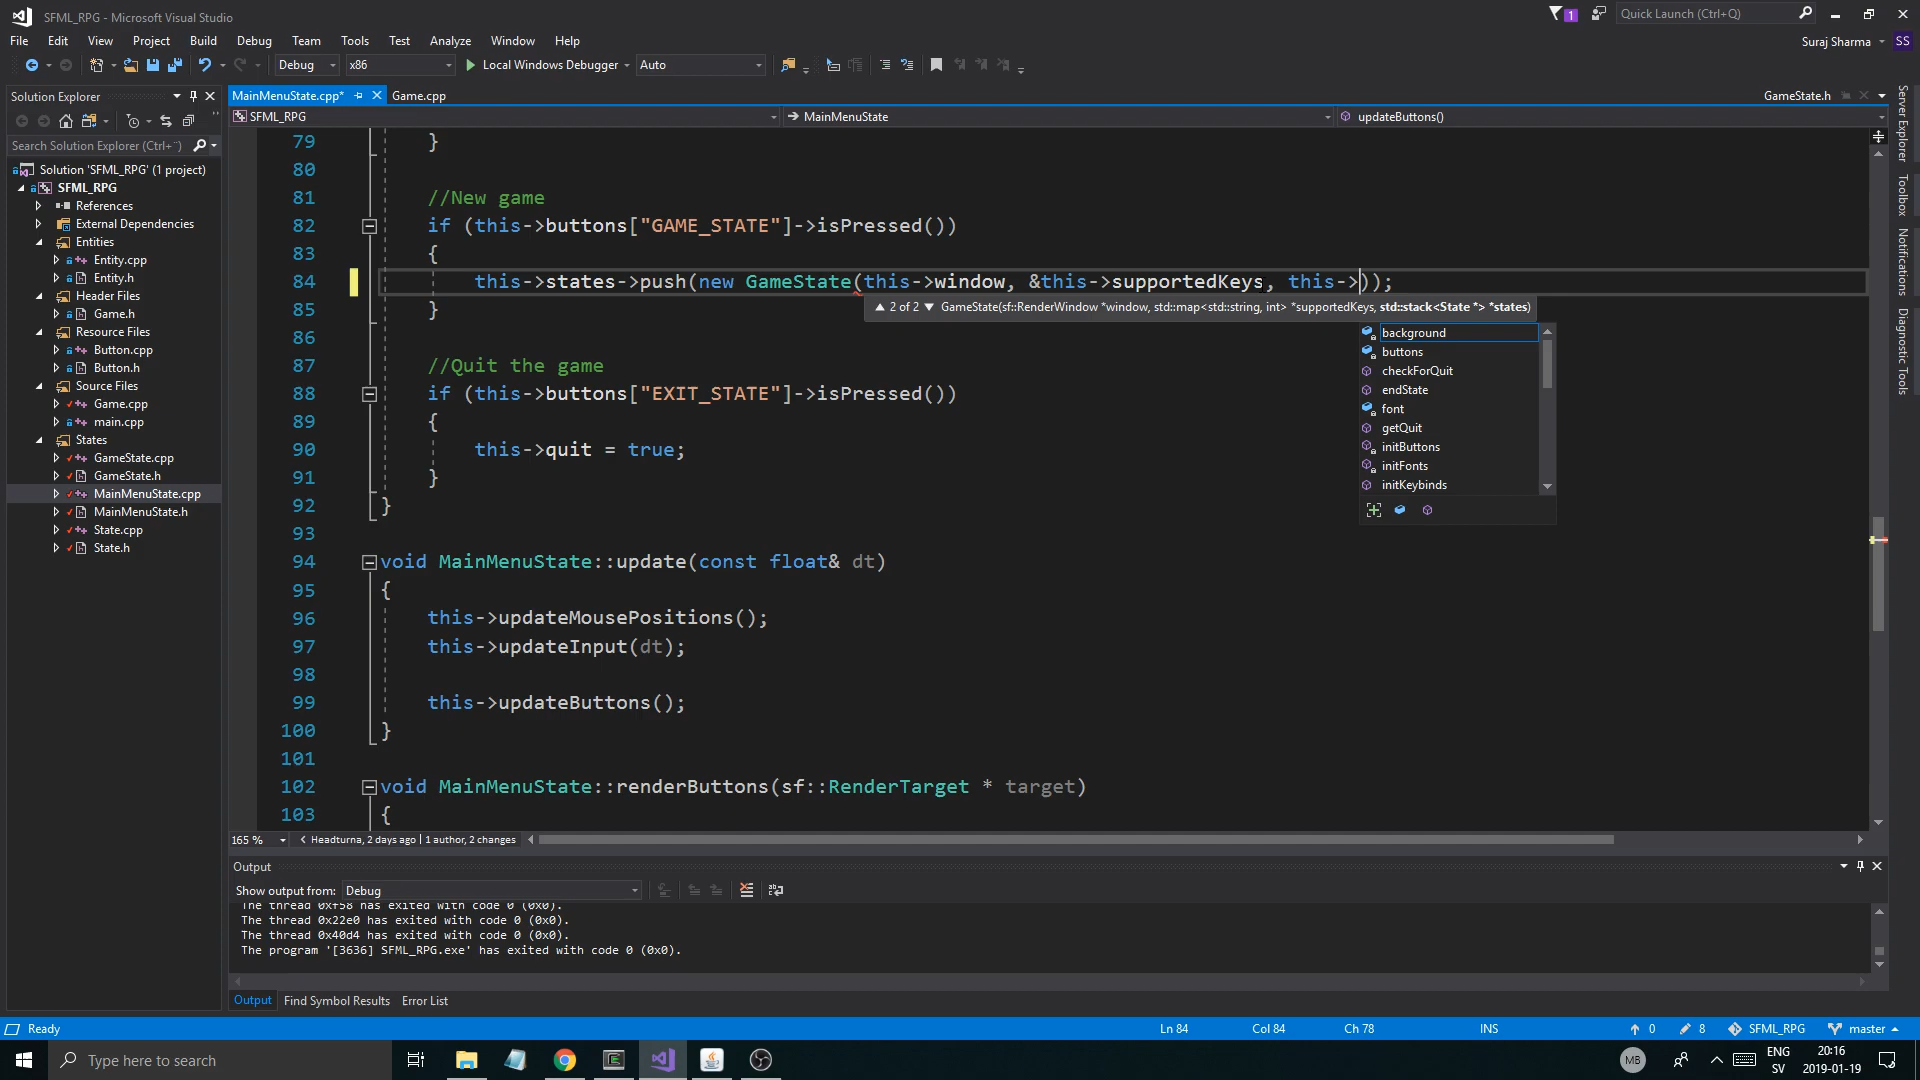 SFML_RPG - Microsoft Visual Studio
1
Quick Launch (Ctrl+Q)
File Edit View Project Build Debug Team Tools Test Analyze Window Help
Suraj Sharma SS
Debug x86 Local Windows Debugger Auto
Solution Explorer
MainMenuState.cpp* Game.cpp GameState.h
SFML_RPG MainMenuState updateButtons()
Search Solution Explorer (Ctrl+¨)
Solution 'SFML_RPG' (1 project)
SFML_RPG
References
External Dependencies
Entities
Entity.cpp
Entity.h
Header Files
Game.h
Resource Files
Button.cpp
Button.h
Source Files
Game.cpp
main.cpp
States
GameState.cpp
GameState.h
MainMenuState.cpp
MainMenuState.h
State.cpp
State.h
79 }
80
81 //New game
82 if (this->buttons["GAME_STATE"]->isPressed())
83 {
84 this->states->push(new GameState(this->window, &this->supportedKeys, this->));
2 of 2 GameState(sf::RenderWindow *window, std::map<std::string, int> *supportedKeys, std::stack<State *> *states)
background
buttons
checkForQuit
endState
font
getQuit
initButtons
initFonts
initKeybinds
85 }
86
87 //Quit the game
88 if (this->buttons["EXIT_STATE"]->isPressed())
89 {
90 this->quit = true;
91 }
92 }
93
94 void MainMenuState::update(const float& dt)
95 {
96 this->updateMousePositions();
97 this->updateInput(dt);
98
99 this->updateButtons();
100 }
101
102 void MainMenuState::renderButtons(sf::RenderTarget * target)
103 {
165 % Headturna, 2 days ago | 1 author, 2 changes
Output
Show output from: Debug
The thread 0xf58 has exited with code 0 (0x0).
The thread 0x22e0 has exited with code 0 (0x0).
The thread 0x40d4 has exited with code 0 (0x0).
The program '[3636] SFML_RPG.exe' has exited with code 0 (0x0).
Output Find Symbol Results Error List
Server Explorer
Toolbox
Notifications
Diagnostic Tools
Ready Ln 84 Col 84 Ch 78 INS 0 8 SFML_RPG master
Type here to search
MB
ENG
SV
20:16
2019-01-19